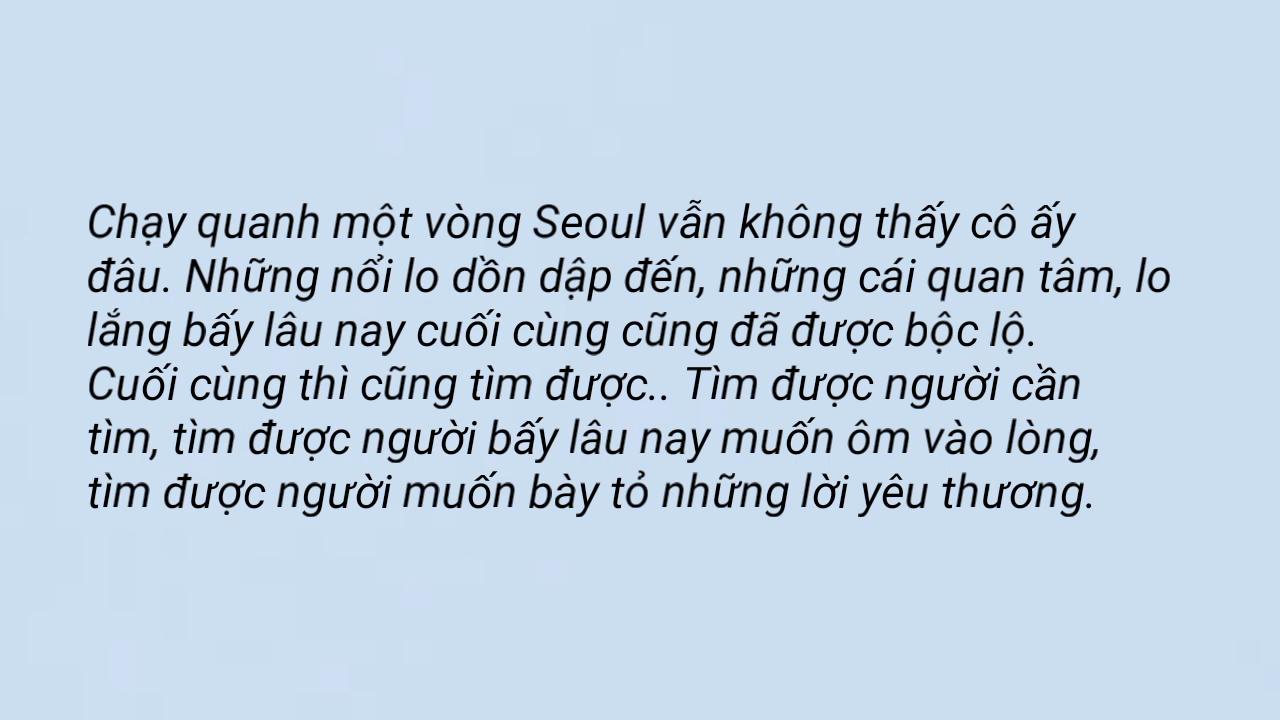 Chạy quanh một vòng Seoul vẫn không thấy cô ấy
đâu. Những nổi lo dồn dập đến, những cái quan tâm, lo
lắng bấy lâu nay cuối cùng cũng đã được bộc lộ.
Cuối cùng thì cũng tìm được.. Tìm được người cần
tìm, tìm được người bấy lâu nay muốn ôm vào lòng,
tìm được người muốn bày tỏ những lời yêu thương.